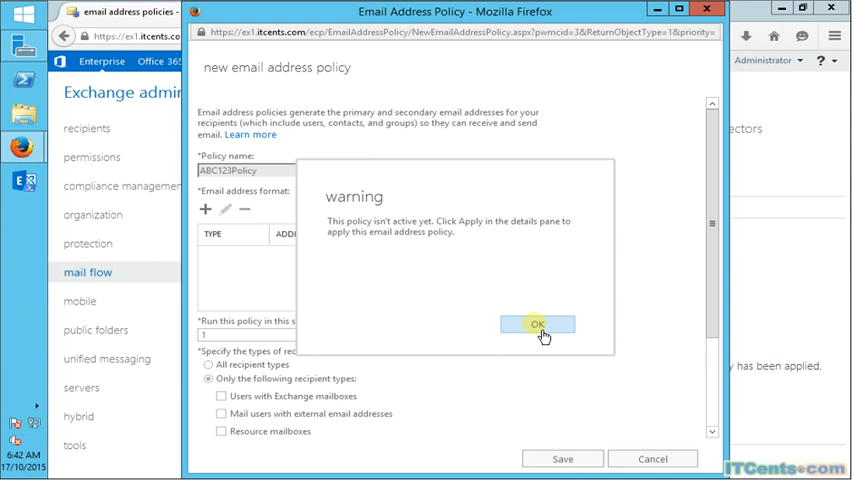 email address policies -
Email Address Policy - Mozilla Firefox
https://ex1.itcents.co
https://ex1.itcents.com/ecp/EmailAddressPolicy/NewEmailAddressPolicy.aspx?pwmcid=3&ReturnObjectType=1&priority=
Enterprise
Office 365
Administrator
?
Exchange admin
recipients
permissions
compliance management
organization
protection
mail flow
mobile
public folders
unified messaging
servers
hybrid
tools
new email address policy
Email address policies generate the primary and secondary email addresses for your
recipients (which include users, contacts, and groups) so they can receive and send
email. Learn more
*Policy name:
ABC123Policy
*Email address format:
TYPE
ADD
*Run this policy in this s
1
*Specify the types of rec
All recipient types
Only the following recipient types:
Users with Exchange mailboxes
Mail users with external email addresses
Resource mailboxes
warning
This policy isn't active yet. Click Apply in the details pane to
apply this email address policy.
OK
Save
Cancel
ectors
y has been applied.
6:42 AM
17/10/2015
ITCents.com